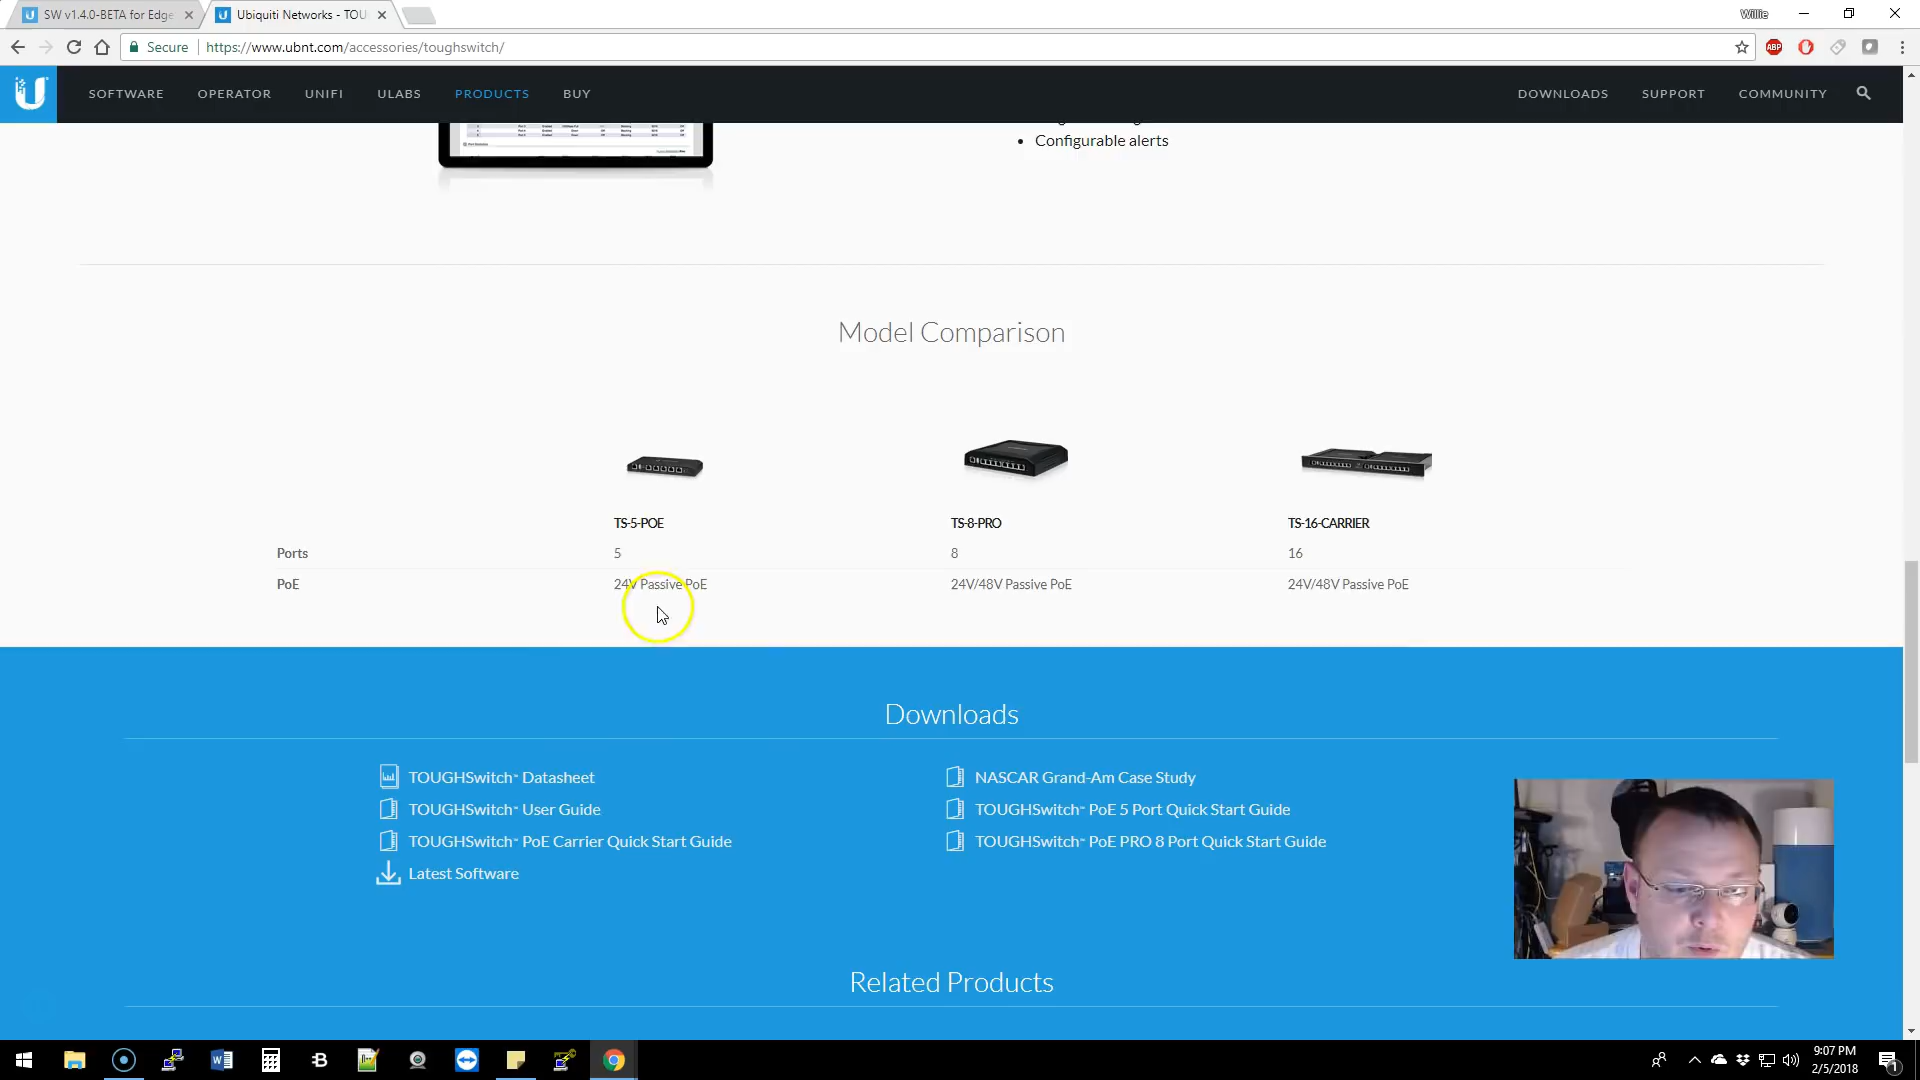 SW v1.4.0-BETA for Edge
Ubiquiti Networks - TOU
Willie
Secure
https://www.ubnt.com/accessories/toughswitch/
ABP
SOFTWARE OPERATOR UNIFI ULABS PRODUCTS BUY DOWNLOADS SUPPORT COMMUNITY
• Configurable alerts
Model Comparison
TS-5-POE TS-8-PRO TS-16-CARRIER
Ports 5 8 16
PoE 24V Passive PoE 24V/48V Passive PoE 24V/48V Passive PoE
Downloads
TOUGHSwitch™ Datasheet
TOUGHSwitch™ User Guide
TOUGHSwitch™ PoE Carrier Quick Start Guide
Latest Software
NASCAR Grand-Am Case Study
TOUGHSwitch™ PoE 5 Port Quick Start Guide
TOUGHSwitch™ PoE PRO 8 Port Quick Start Guide
Related Products
9:07 PM
2/5/2018
1